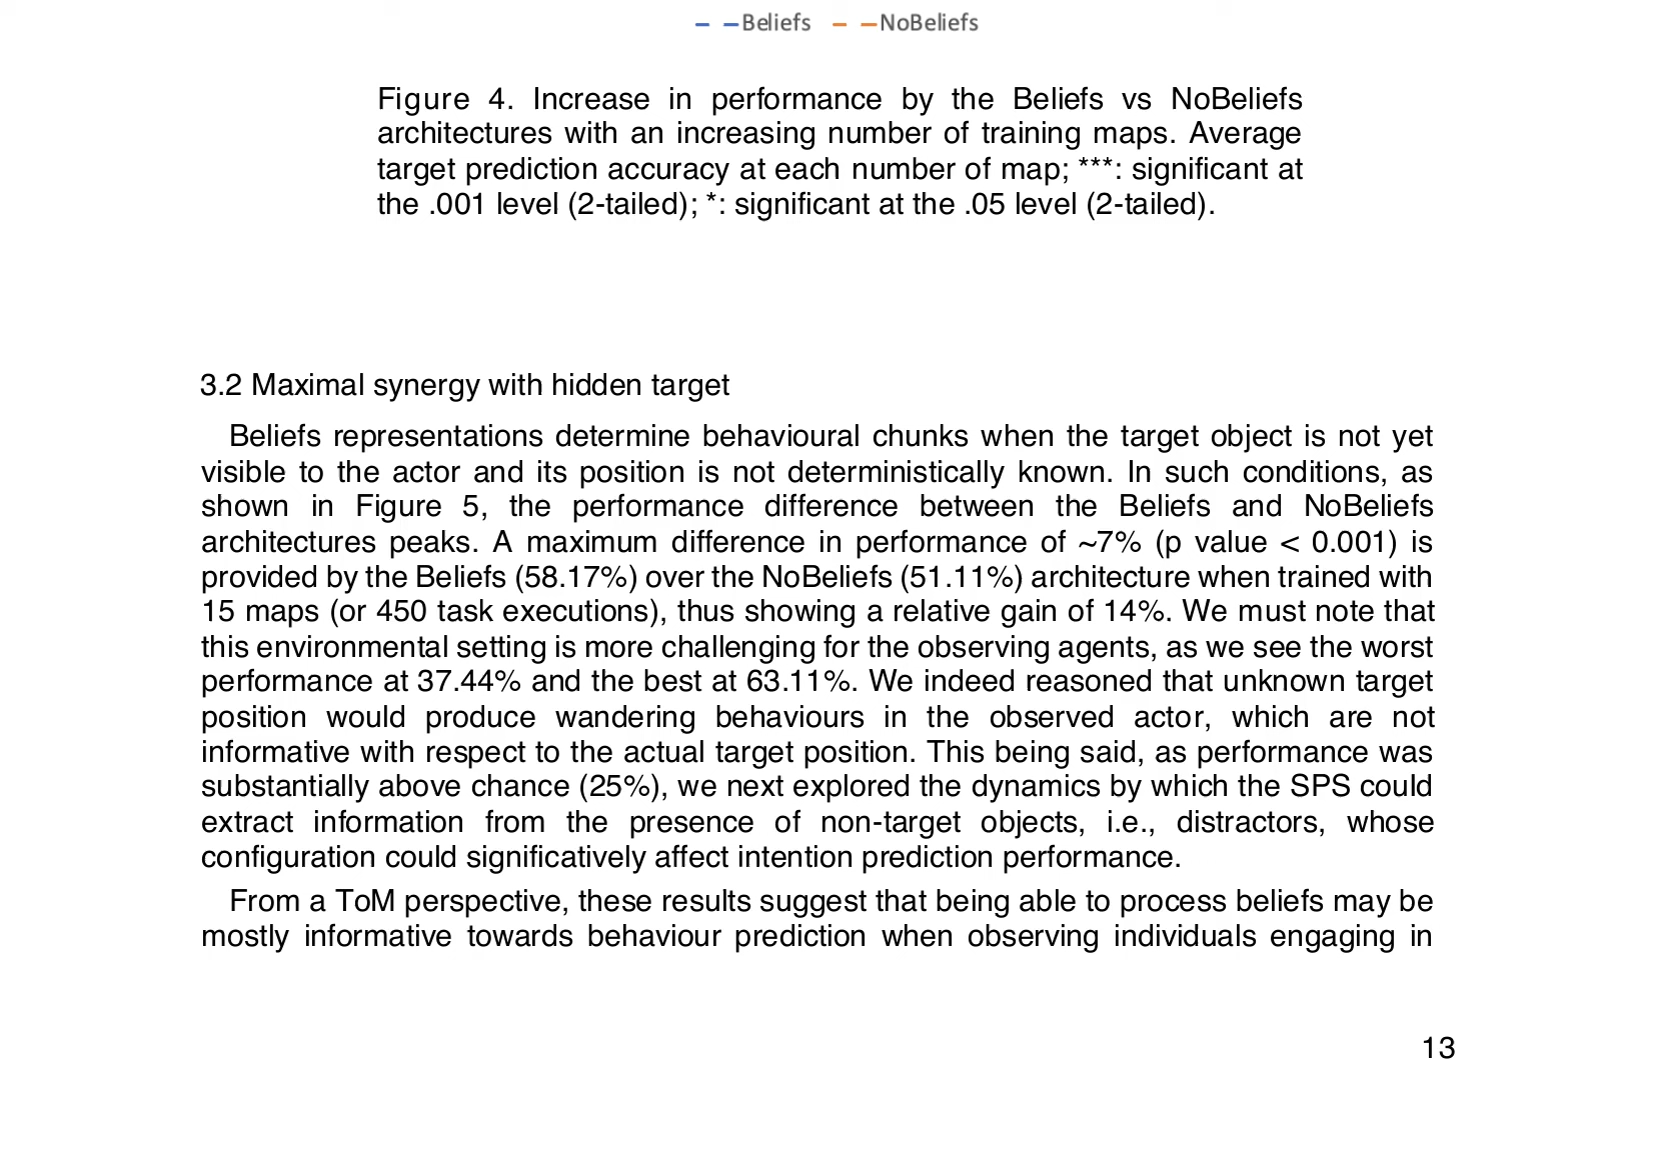 Beliefs NoBeliefs
Figure 4. Increase in performance by the Beliefs vs NoBeliefs
architectures with an increasing number of training maps. Average
target prediction accuracy at each number of map; ***: significant at
the .001 level (2-tailed); *: significant at the .05 level (2-tailed).
3.2 Maximal synergy with hidden target
Beliefs representations determine behavioural chunks when the target object is not yet
visible to the actor and its position is not deterministically known. In such conditions, as
shown in Figure 5, the performance difference between the Beliefs and NoBeliefs
architectures peaks. A maximum difference in performance of ~7% (p value < 0.001) is
provided by the Beliefs (58.17%) over the NoBeliefs (51.11%) architecture when trained with
15 maps (or 450 task executions), thus showing a relative gain of 14%. We must note that
this environmental setting is more challenging for the observing agents, as we see the worst
performance at 37.44% and the best at 63.11%. We indeed reasoned that unknown target
position would produce wandering behaviours in the observed actor, which are not
informative with respect to the actual target position. This being said, as performance was
substantially above chance (25%), we next explored the dynamics by which the SPS could
extract information from the presence of non-target objects, i.e., distractors, whose
configuration could significatively affect intention prediction performance.
From a ToM perspective, these results suggest that being able to process beliefs may be
mostly informative towards behaviour prediction when observing individuals engaging in
13